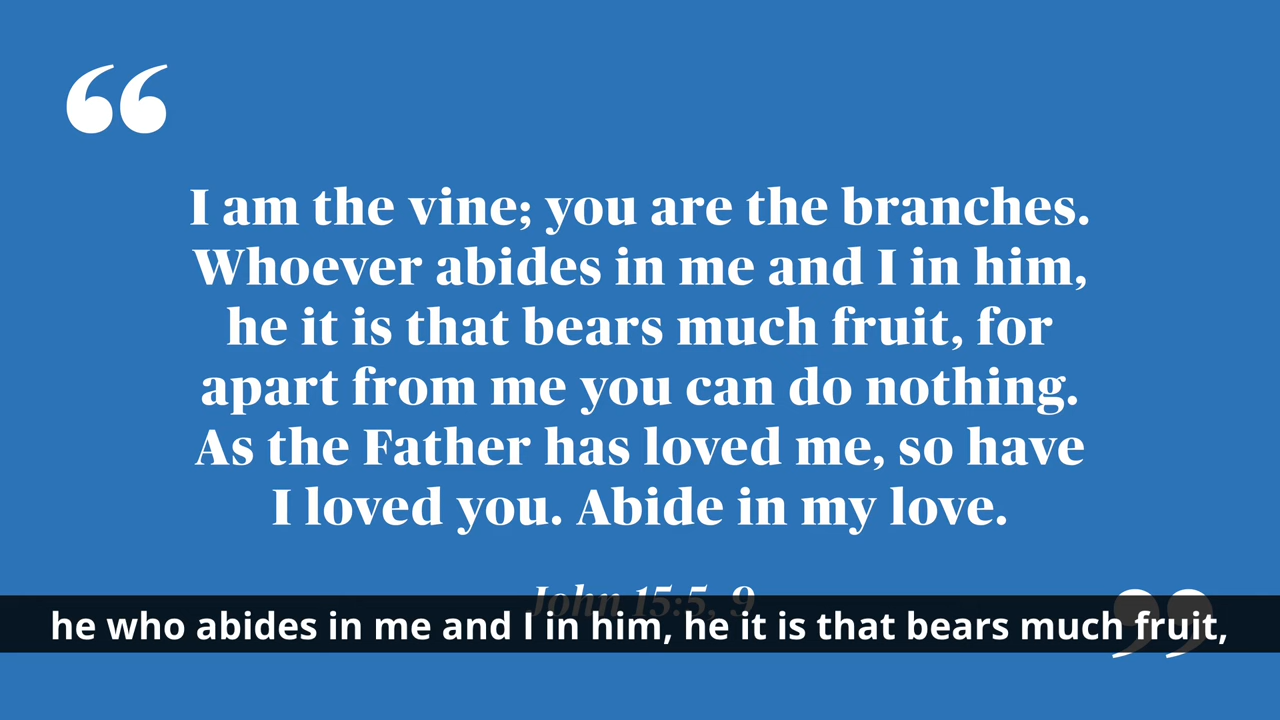 “
I am the vine; you are the branches.
Whoever abides in me and I in him,
he it is that bears much fruit, for
apart from me you can do nothing.
As the Father has loved me, so have
I loved you. Abide in my love.
John 15:5, 9
he who abides in me and I in him, he it is that bears much fruit,
”